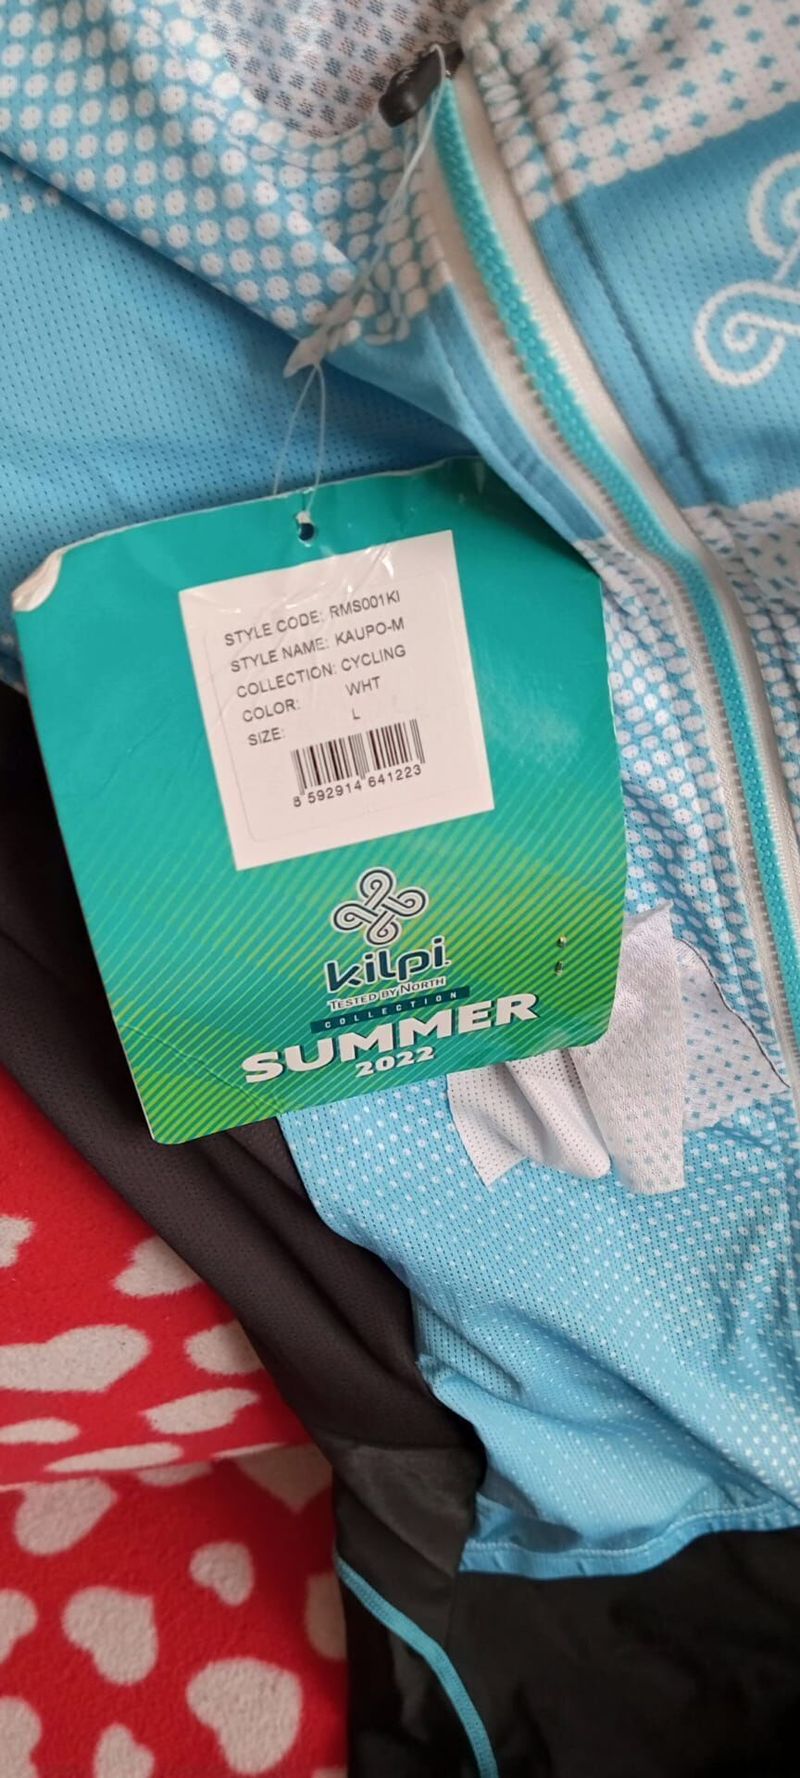 STYLE CODE: RMS001KI
STYLE NAME: KAUPO-M
COLLECTION: CYCLING
COLOR: WHT
SIZE: L
8 592914 641223
kilpi
TESTED BY NORTH
COLLECTION
SUMMER
2022